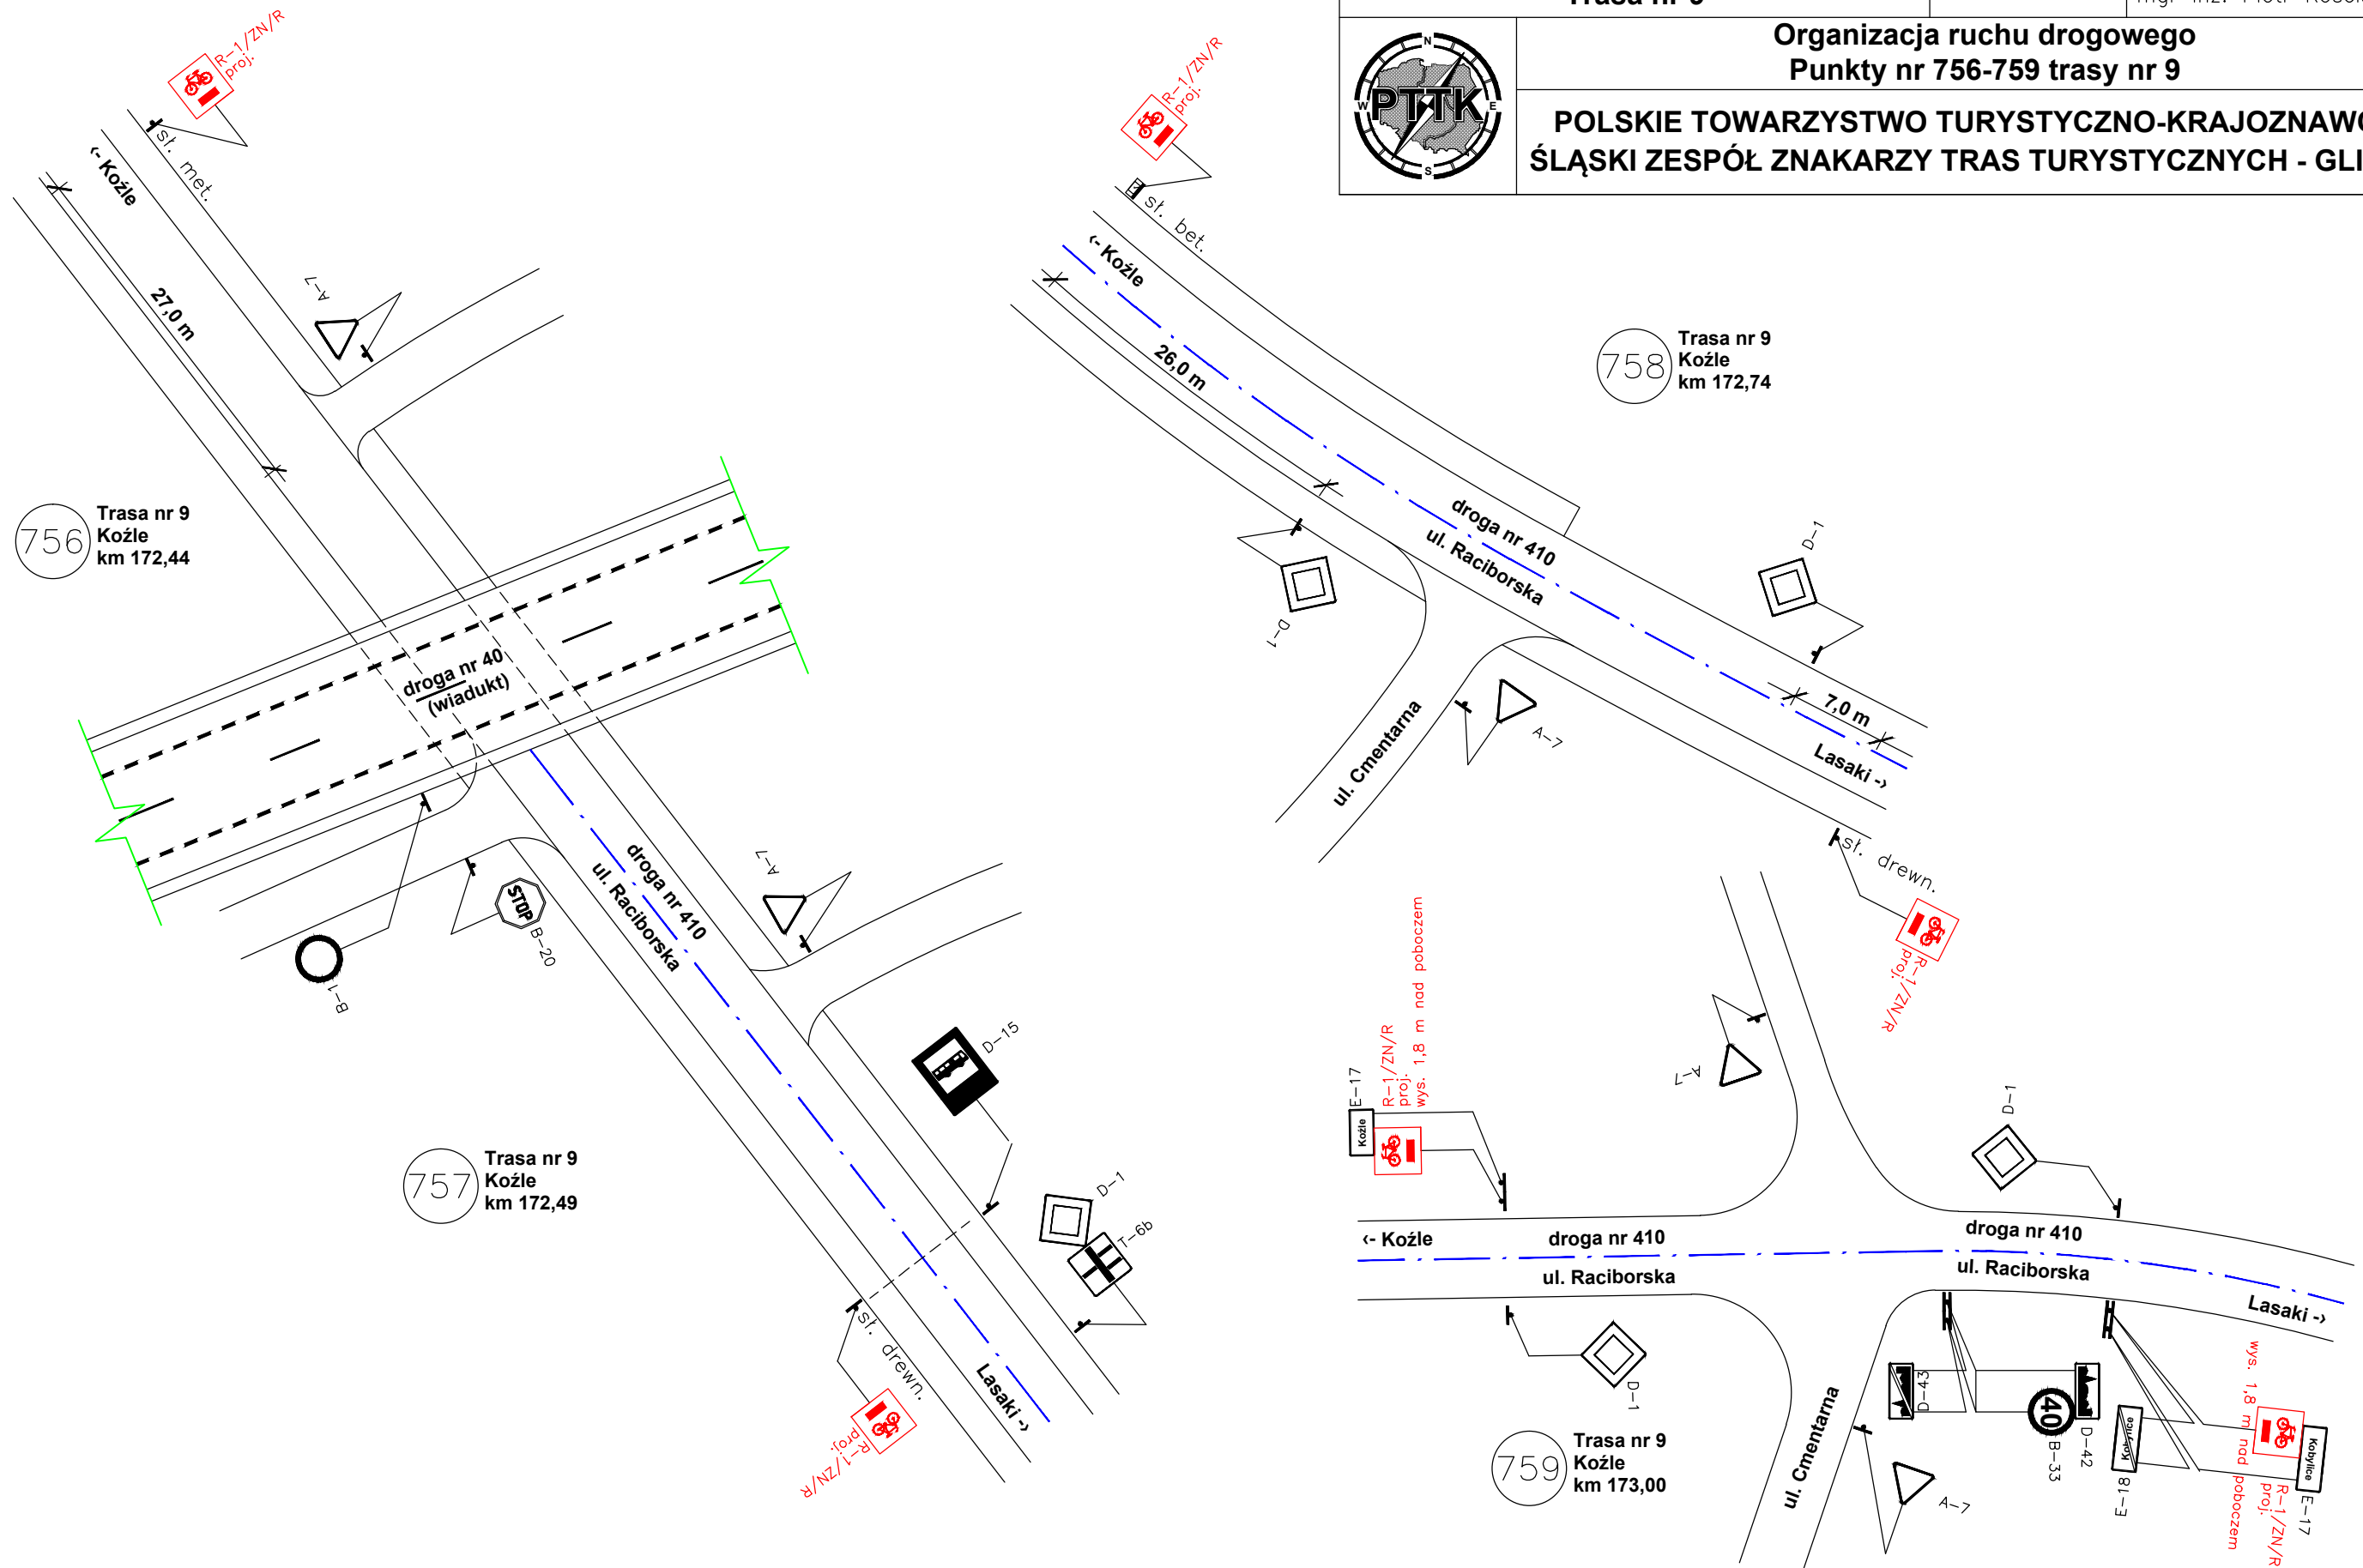 Trasa nr 9
Organizacja ruchu drogowego
Punkty nr 756-759 trasy nr 9
N
W
PTTK
E
S
POLSKIE TOWARZYSTWO TURYSTYCZNO-KRAJOZNAWC
ŚLĄSKI ZESPÓŁ ZNAKARZY TRAS TURYSTYCZNYCH - GLI
mgr inż. Piotr
R-1/ZN/R
proj.
sł. met.
<- Koźle
27,0 m
A-7
756
Trasa nr 9
Koźle
km 172,44
droga nr 40
(wiadukt)
B-1
STOP
B-20
droga nr 410
ul. Raciborska
A-7
D-15
D-1
T-6b
757
Trasa nr 9
Koźle
km 172,49
sł. drewn.
R-1/ZN/R
proj.
Lasaki ->
R-1/ZN/R
proj.
sł. bet.
<- Koźle
26,0 m
758
Trasa nr 9
Koźle
km 172,74
droga nr 410
ul. Raciborska
D-1
D-1
A-7
ul. Cmentarna
7,0 m
Lasaki ->
sł. drewn.
R-1/ZN/R
proj.
E-17
Koźle
R-1/ZN/R
proj.
wys. 1,8 m nad poboczem
A-7
D-1
<- Koźle
droga nr 410
ul. Raciborska
droga nr 410
ul. Raciborska
Lasaki ->
D-1
759
Trasa nr 9
Koźle
km 173,00
ul. Cmentarna
A-7
D-43
40
B-33
D-42
Kobylice
E-18
wys. 1,8 m nad poboczem
R-1/ZN/R
proj.
Kobylice
E-17